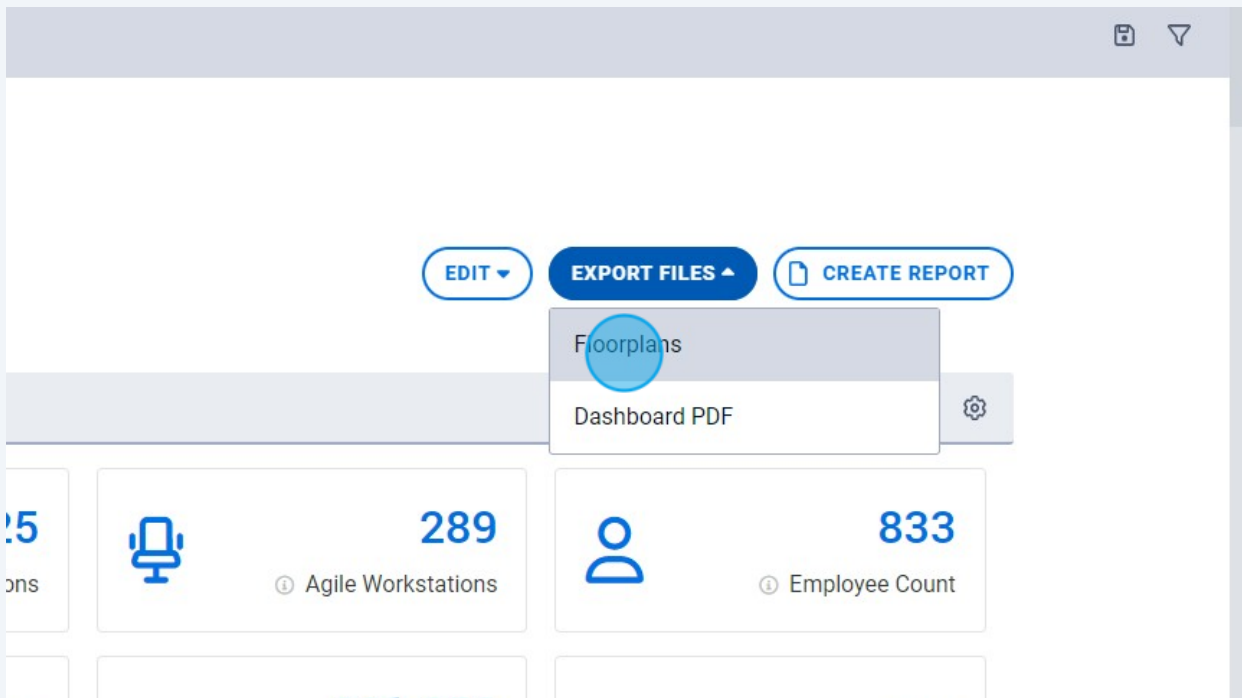 EDIT
EXPORT FILES
CREATE REPORT
Floorplans
Dashboard PDF
289
833
Agile Workstations
Employee Count